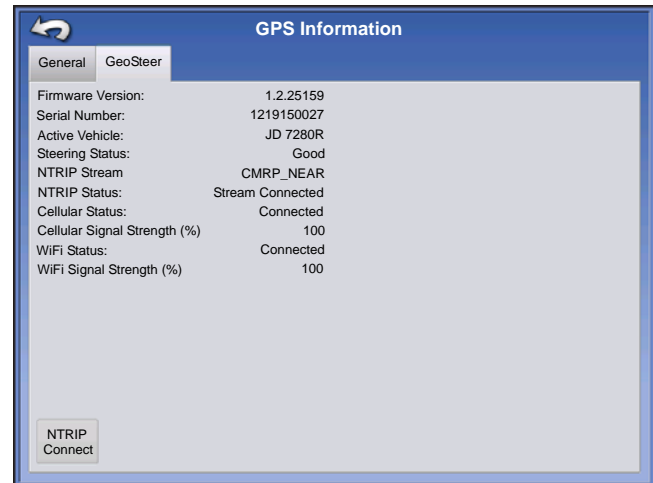 GPS Information
General GeoSteer
Firmware Version: 1.2.25159
Serial Number: 1219150027
Active Vehicle: JD 7280R
Steering Status: Good
NTRIP Stream CMRP_NEAR
NTRIP Status: Stream Connected
Cellular Status: Connected
Cellular Signal Strength (%) 100
WiFi Status: Connected
WiFi Signal Strength (%) 100
NTRIP
Connect